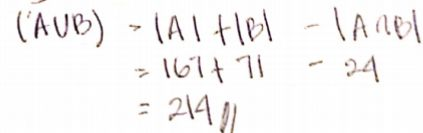 (AUB) = |A| + |B| - |A∩B|
= 167 + 71 - 24
= 214 //